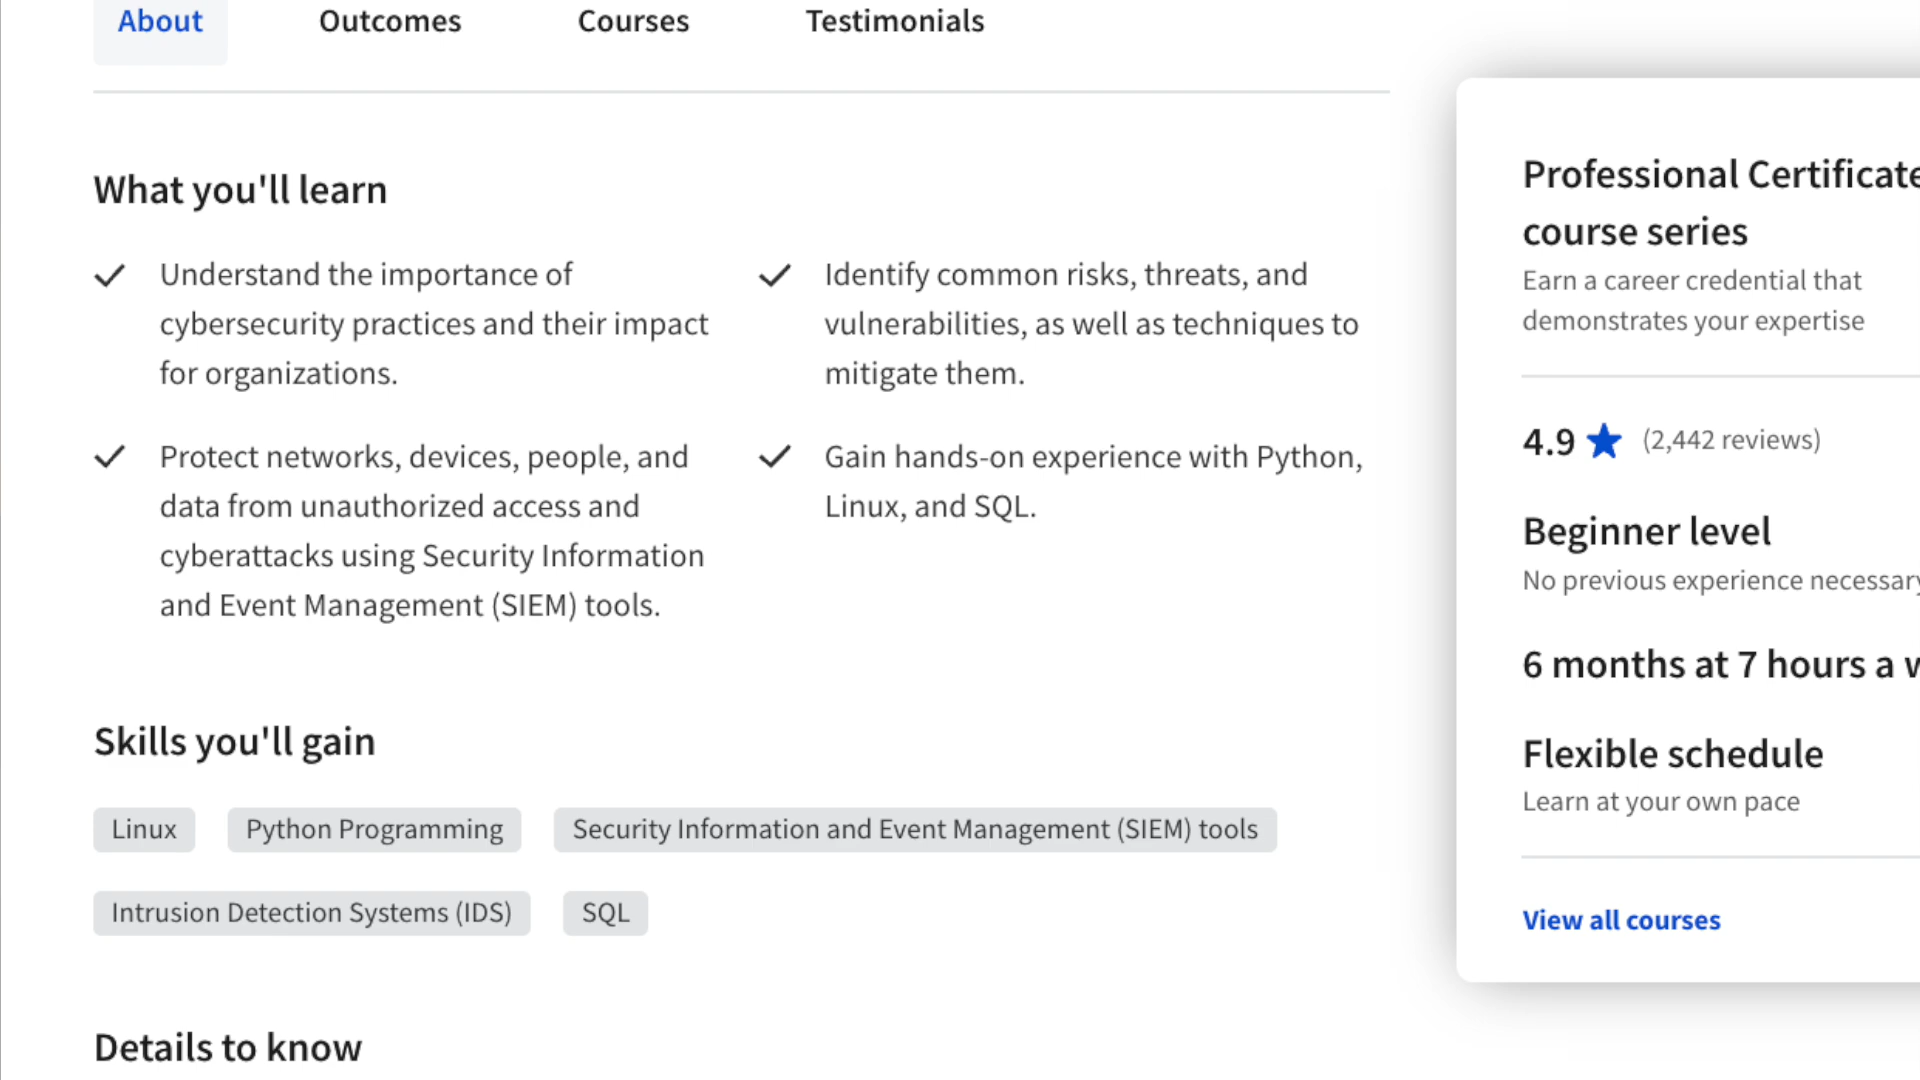 About
Outcomes
Courses
Testimonials
What you'll learn
Understand the importance of
cybersecurity practices and their impact
for organizations.
Identify common risks, threats, and
vulnerabilities, as well as techniques to
mitigate them.
Protect networks, devices, people, and
data from unauthorized access and
cyberattacks using Security Information
and Event Management (SIEM) tools.
Gain hands-on experience with Python,
Linux, and SQL.
Skills you'll gain
Linux
Python Programming
Security Information and Event Management (SIEM) tools
Intrusion Detection Systems (IDS)
SQL
Details to know
Professional Certificate
course series
Earn a career credential that
demonstrates your expertise
4.9 ★ (2,442 reviews)
Beginner level
No previous experience necessary
6 months at 7 hours a
Flexible schedule
Learn at your own pace
View all courses